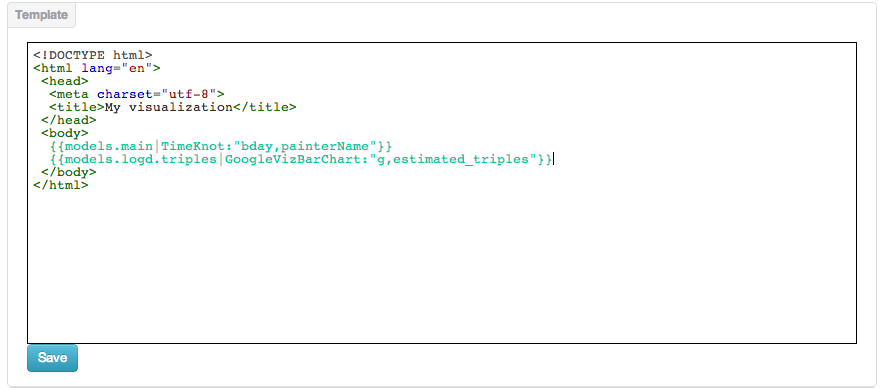 Template
<!DOCTYPE html>
<html lang="en">
<head>
<meta charset="utf-8">
<title>My visualization</title>
</head>
<body>
{{models.main|TimeKnot:"bday,painterName"}}
{{models.logd.triples|GoogleVizBarChart:"g,estimated_triples"}}
</body>
</html>
Save